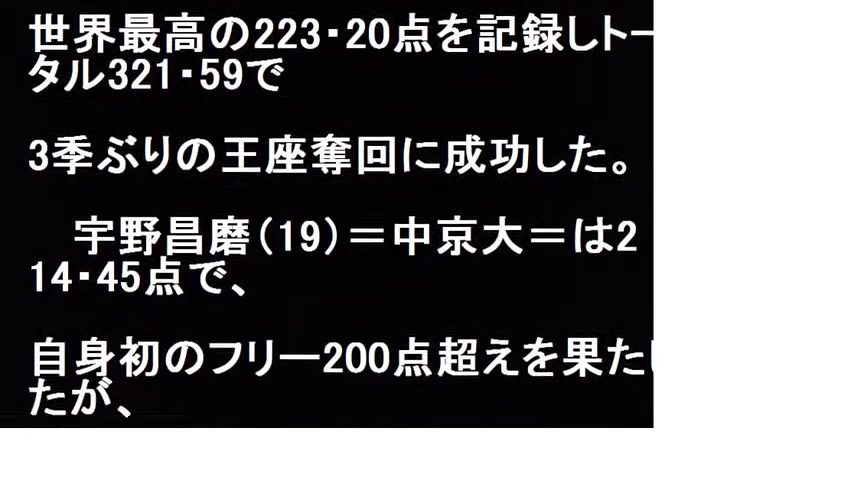 世界最高の223・20点を記録しトー
タル321・59で
3季ぶりの王座奪回に成功した。
宇野昌磨(19)=中京大=は2
14・45点で、
自身初のフリー200点超えを果たし
たが、